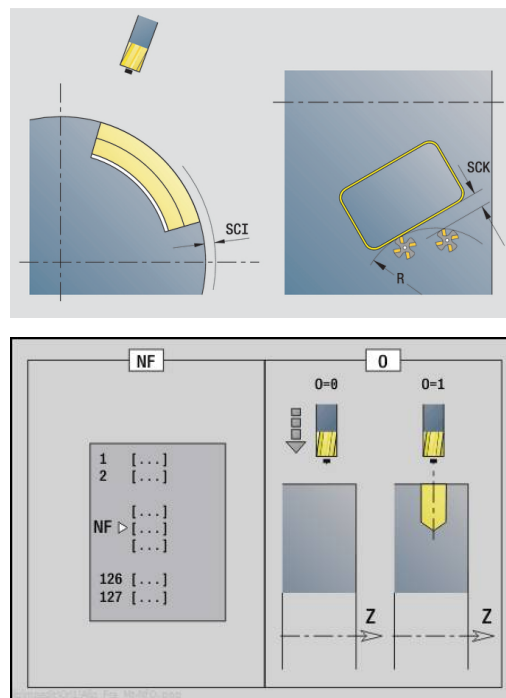 SCI
SCK
R
NF
O
O=0
O=1
1 [...]
2 [...]
[...]
NF [...]
[...]
126 [...]
127 [...]
Z
Z